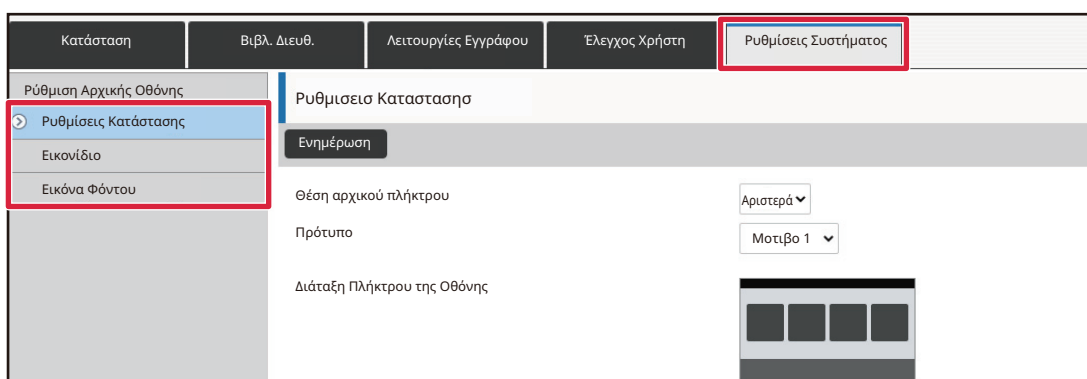 Κατάσταση Βιβλ. Διευθ. Λειτουργίες Εγγράφου Έλεγχος Χρήστη Ρυθμίσεις Συστήματος
Ρύθμιση Αρχικής Οθόνης
Ρυθμίσεις Κατάστασης
Εικονίδιο
Εικόνα Φόντου
Ρυθμισεισ Καταστασησ
Ενημέρωση
Θέση αρχικού πλήκτρου Αριστερά
Πρότυπο Μοτιβο 1
Διάταξη Πλήκτρου της Οθόνης